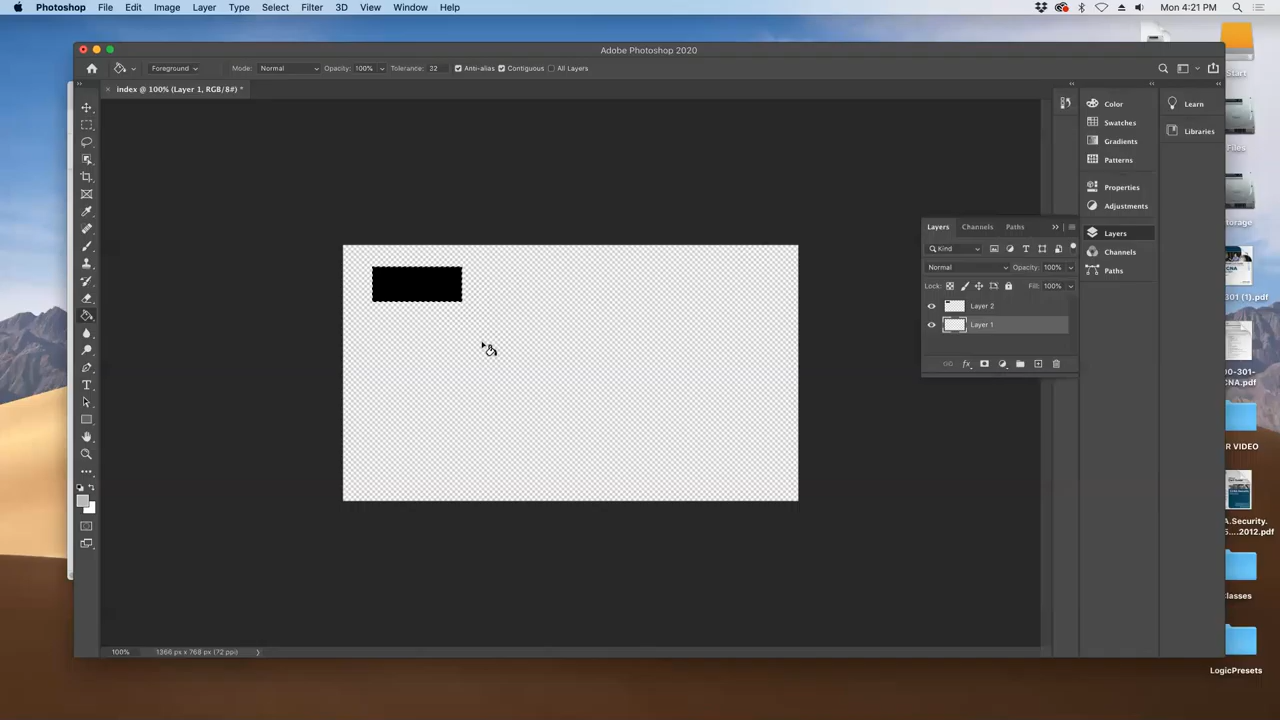 Photoshop File Edit Image Layer Type Select Filter 3D View Window Help Mon 4:21 PM
Adobe Photoshop 2020
Foreground Mode: Normal Opacity: 100% Tolerance: 32 Anti-alias Contiguous All Layers
index @ 100% (Layer 1, RGB/8#) *
Color
Swatches
Gradients
Patterns
Properties
Adjustments
Layers
Channels
Paths
Learn
Libraries
Layers Channels Paths
Kind
Normal Opacity: 100%
Lock: Fill: 100%
Layer 2
Layer 1
fx
100% 1366 px x 768 px (72 ppi)
Start
Files
301 (1).pdf
CNA.pdf
R VIDEO
A.Security.
....2012.pdf
LogicPresets